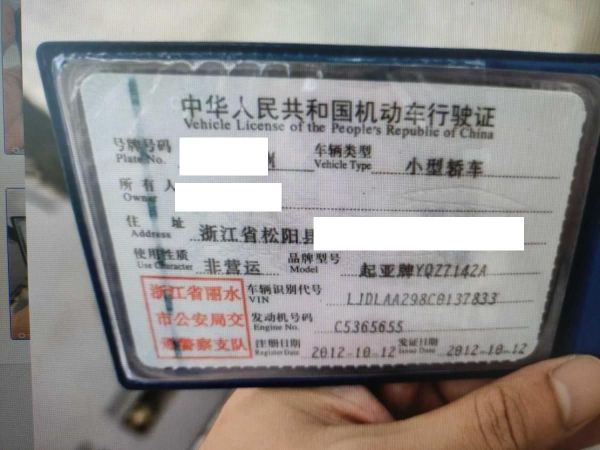 中华人民共和国机动车行驶证
Vehicle License of the People's Republic of China
号牌号码 车辆类型 小型轿车
Plate No. Vehicle Type
所有人
Owner
住 址 浙江省松阳县
Address
使用性质 非营运 品牌型号 起亚牌YQZ7142A
Use Character Model
浙江省丽水 车辆识别代号 LJDLAA298C0137833
VIN
市公安局交 发动机号码 C5365655
Engine No.
通警察支队 注册日期 2012-10-12 发证日期 2012-10-12
Register Date Issue Date